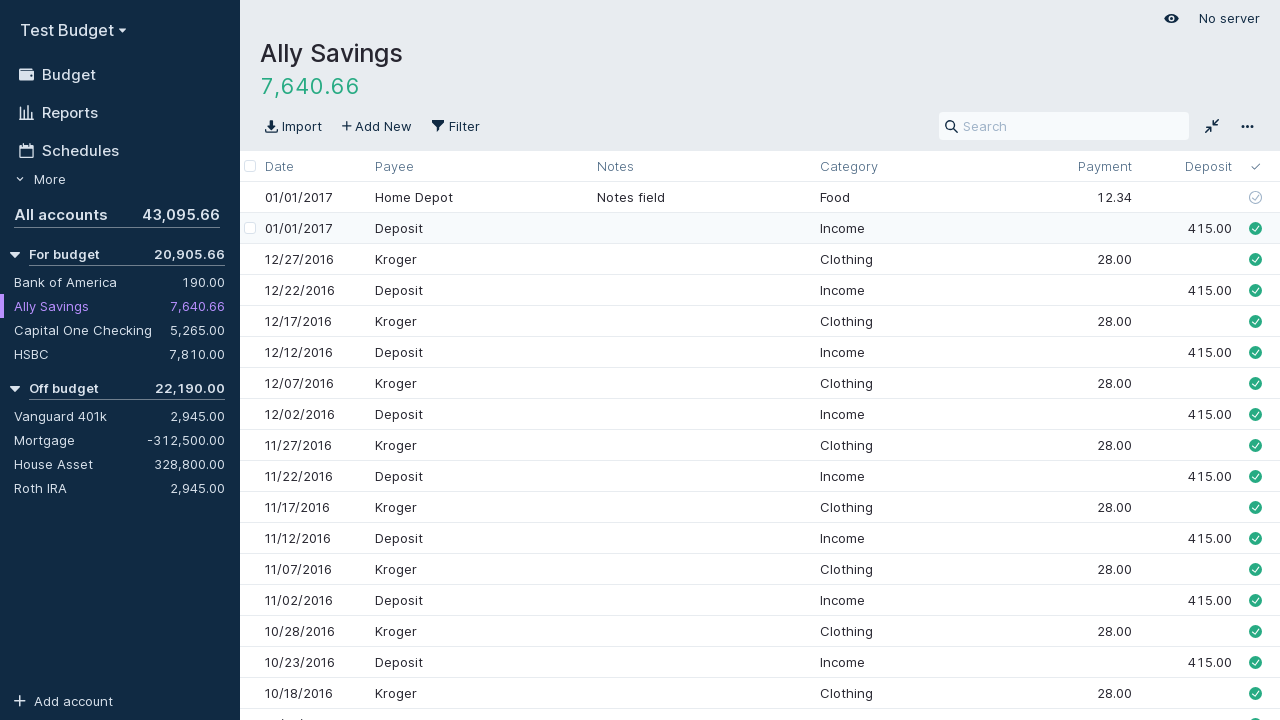 Test Budget
Budget
Reports
Schedules
More
All accounts 43,095.66
For budget 20,905.66
Bank of America 190.00
Ally Savings 7,640.66
Capital One Checking 5,265.00
HSBC 7,810.00
Off budget 22,190.00
Vanguard 401k 2,945.00
Mortgage -312,500.00
House Asset 328,800.00
Roth IRA 2,945.00
Add account
No server
Ally Savings
7,640.66
Import Add New Filter Search
Date Payee Notes Category Payment Deposit
01/01/2017 Home Depot Notes field Food 12.34
01/01/2017 Deposit Income 415.00
12/27/2016 Kroger Clothing 28.00
12/22/2016 Deposit Income 415.00
12/17/2016 Kroger Clothing 28.00
12/12/2016 Deposit Income 415.00
12/07/2016 Kroger Clothing 28.00
12/02/2016 Deposit Income 415.00
11/27/2016 Kroger Clothing 28.00
11/22/2016 Deposit Income 415.00
11/17/2016 Kroger Clothing 28.00
11/12/2016 Deposit Income 415.00
11/07/2016 Kroger Clothing 28.00
11/02/2016 Deposit Income 415.00
10/28/2016 Kroger Clothing 28.00
10/23/2016 Deposit Income 415.00
10/18/2016 Kroger Clothing 28.00